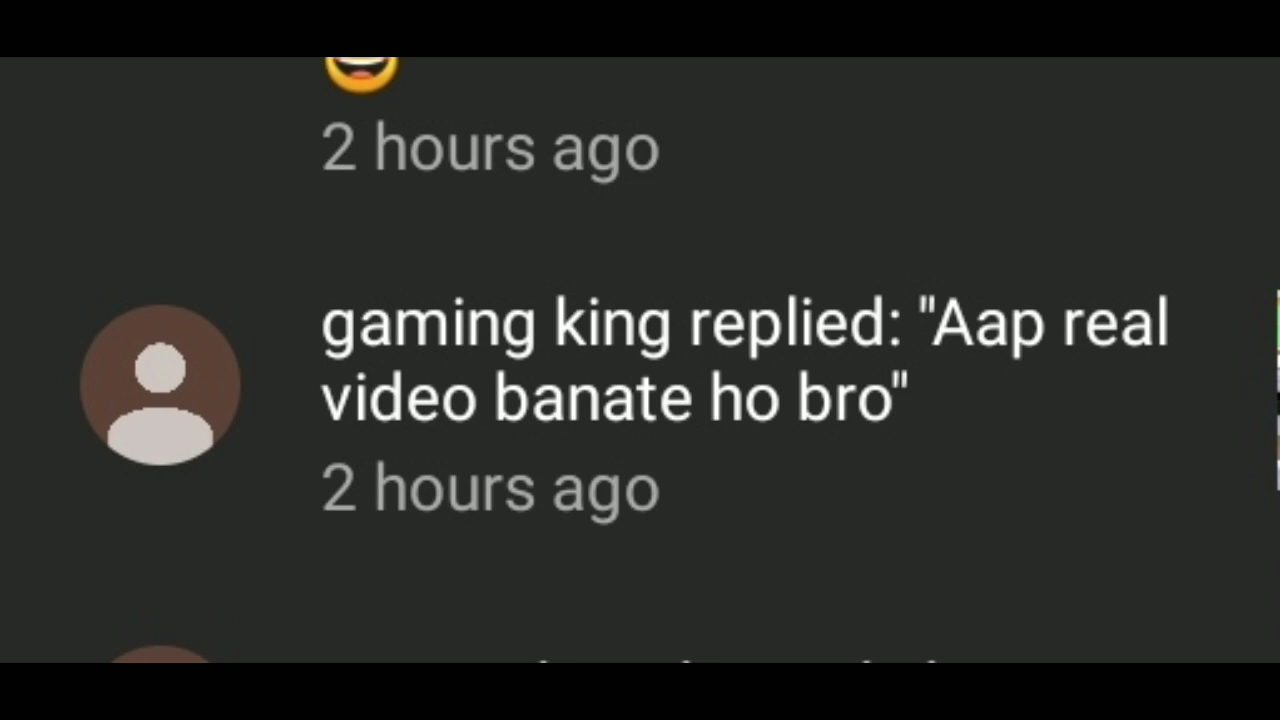 2 hours ago
gaming king replied: "Aap real
video banate ho bro"
2 hours ago